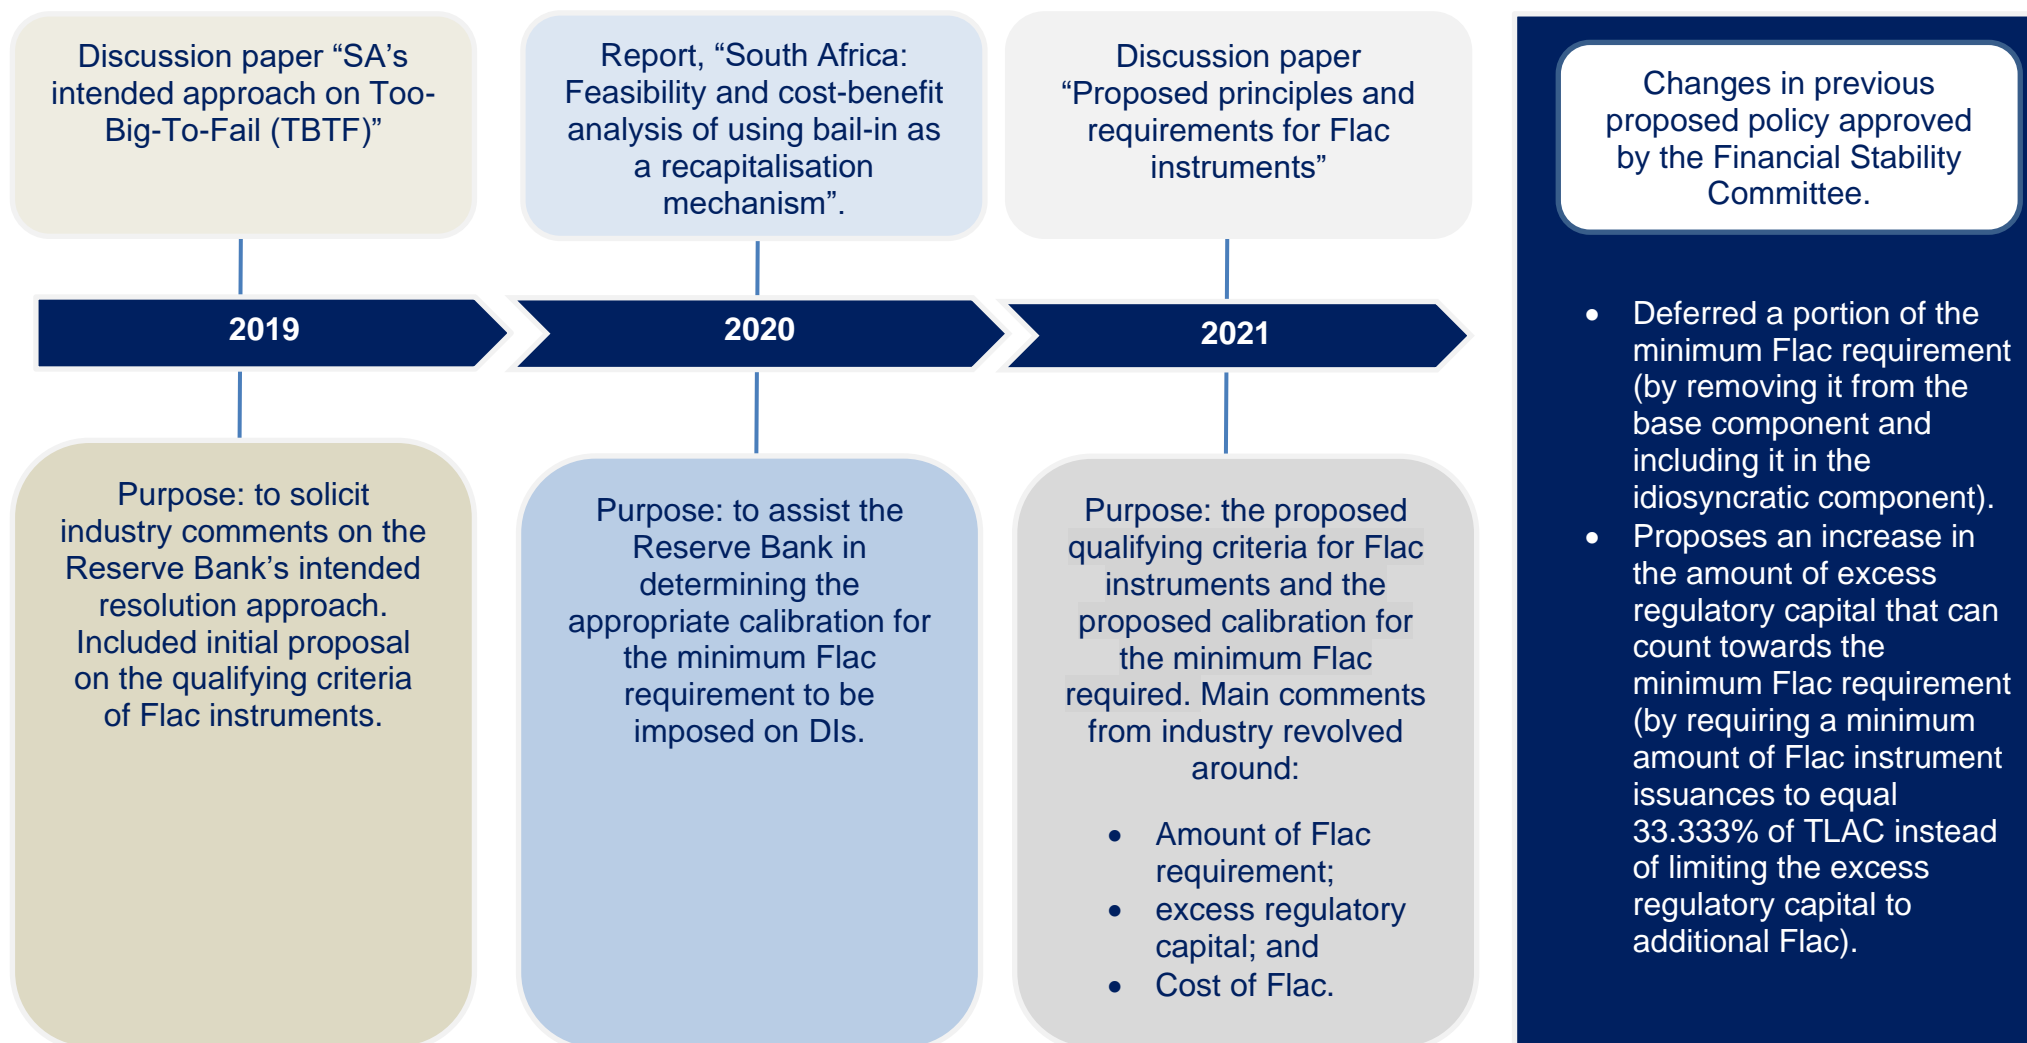 Discussion paper “SA’s
intended approach on Too-
Big-To-Fail (TBTF)”
Report, “South Africa:
Feasibility and cost-benefit
analysis of using bail-in as
a recapitalisation
mechanism”.
Discussion paper
“Proposed principles and
requirements for Flac
instruments”
2019
2020
2021
Purpose: to solicit
industry comments on the
Reserve Bank’s intended
resolution approach.
Included initial proposal
on the qualifying criteria
of Flac instruments.
Purpose: to assist the
Reserve Bank in
determining the
appropriate calibration for
the minimum Flac
requirement to be
imposed on DIs.
Purpose: the proposed
qualifying criteria for Flac
instruments and the
proposed calibration for
the minimum Flac
required. Main comments
from industry revolved
around:
• Amount of Flac
requirement;
• excess regulatory
capital; and
• Cost of Flac.
Changes in previous
proposed policy approved
by the Financial Stability
Committee.
• Deferred a portion of the
minimum Flac requirement
(by removing it from the
base component and
including it in the
idiosyncratic component).
• Proposes an increase in
the amount of excess
regulatory capital that can
count towards the
minimum Flac requirement
(by requiring a minimum
amount of Flac instrument
issuances to equal
33.333% of TLAC instead
of limiting the excess
regulatory capital to
additional Flac).